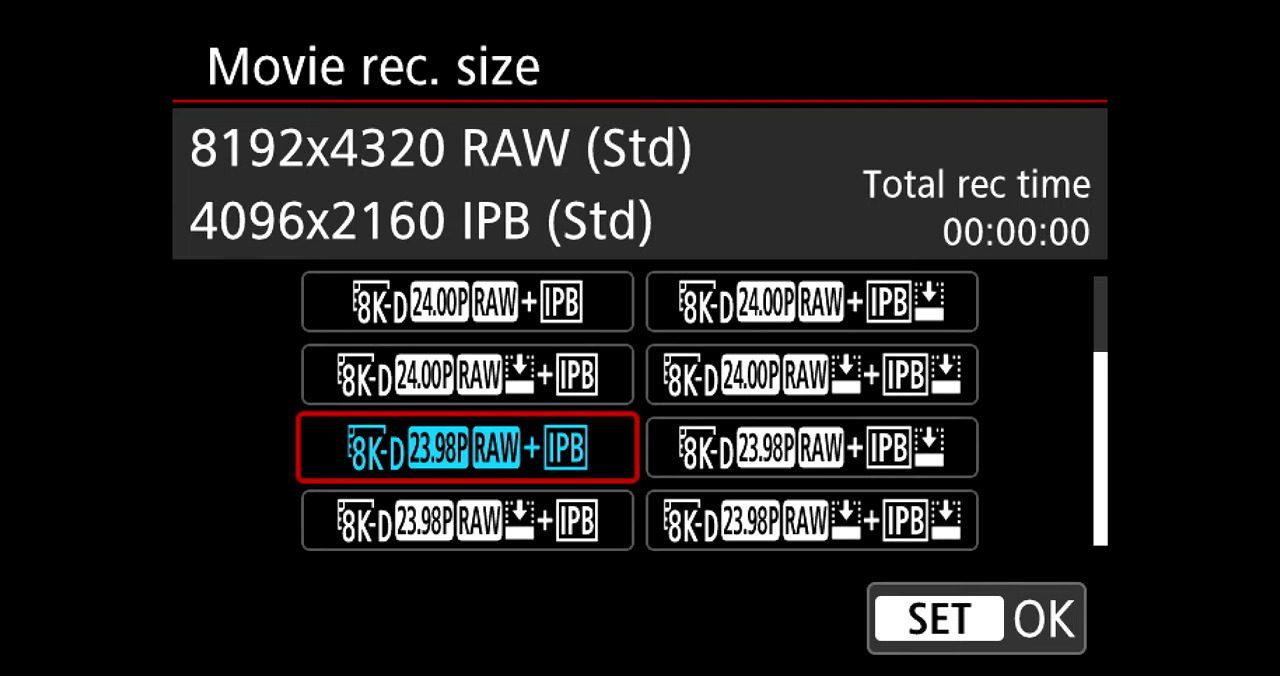 Movie rec. size
8192x4320 RAW (Std)
4096x2160 IPB (Std)
Total rec time
00:00:00
8K-D 24.00P RAW + IPB
8K-D 24.00P RAW + IPB
8K-D 24.00P RAW + IPB
8K-D 24.00P RAW + IPB
8K-D 23.98P RAW + IPB
8K-D 23.98P RAW + IPB
8K-D 23.98P RAW + IPB
8K-D 23.98P RAW + IPB
SET OK